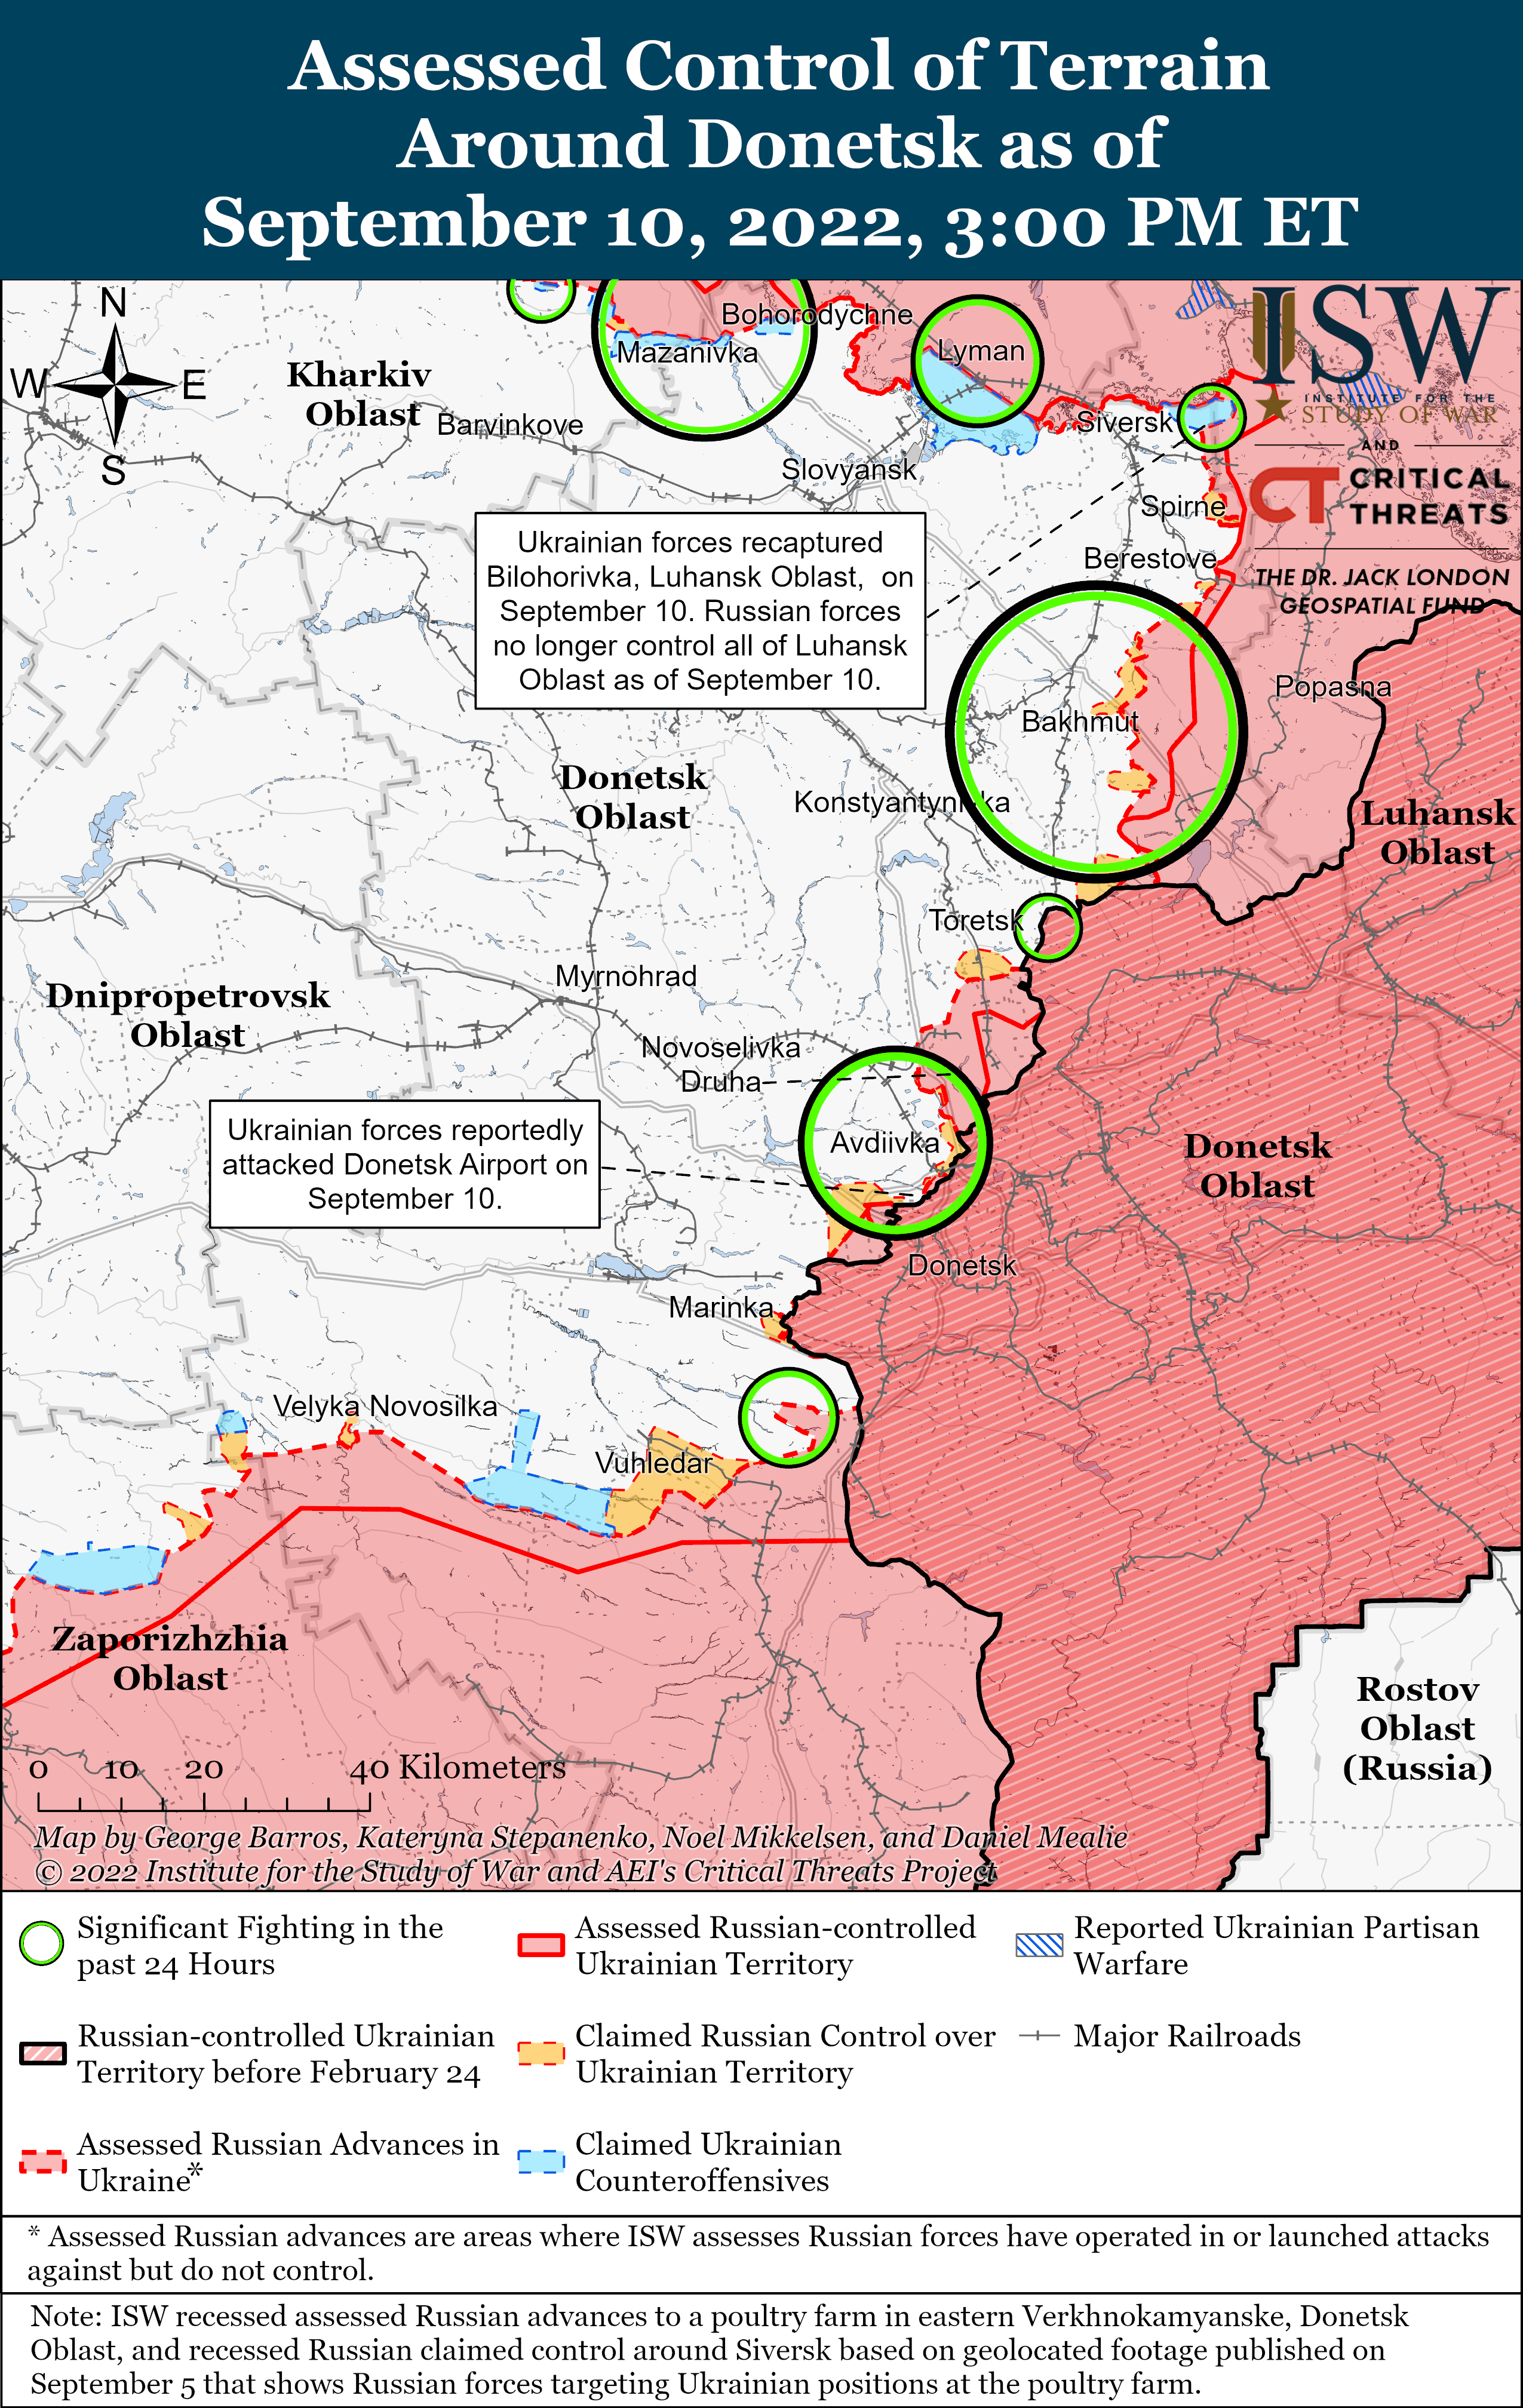 Assessed Control of Terrain
Around Donetsk as of
September 10, 2022, 3:00 PM ET
N
W
E
S
Kharkiv
Oblast
Barvinkove
Mazanivka
Bohorodychne
Lyman
Siversk
Slovyansk
Spirne
Berestove
ISW
INSTITUTE FOR THE
STUDY OF WAR
AND
CT
CRITICAL
THREATS
THE DR. JACK LONDON
GEOSPATIAL FUND
Ukrainian forces recaptured
Bilohorivka, Luhansk Oblast, on
September 10. Russian forces
no longer control all of Luhansk
Oblast as of September 10.
Popasna
Bakhmut
Donetsk
Oblast
Konstyantynivka
Luhansk
Oblast
Toretsk
Myrnohrad
Dnipropetrovsk
Oblast
Novoselivka
Druha
Avdiivka
Ukrainian forces reportedly
attacked Donetsk Airport on
September 10.
Donetsk
Oblast
Donetsk
Marinka
Velyka Novosilka
Vuhledar
Zaporizhzhia
Oblast
Rostov
Oblast
(Russia)
0 10 20 40 Kilometers
Map by George Barros, Kateryna Stepanenko, Noel Mikkelsen, and Daniel Mealie
© 2022 Institute for the Study of War and AEI's Critical Threats Project
Significant Fighting in the
past 24 Hours
Russian-controlled Ukrainian
Territory before February 24
Assessed Russian Advances in
Ukraine*
Assessed Russian-controlled
Ukrainian Territory
Claimed Russian Control over
Ukrainian Territory
Claimed Ukrainian
Counteroffensives
Reported Ukrainian Partisan
Warfare
Major Railroads
* Assessed Russian advances are areas where ISW assesses Russian forces have operated in or launched attacks
against but do not control.
Note: ISW recessed assessed Russian advances to a poultry farm in eastern Verkhnokamyanske, Donetsk
Oblast, and recessed Russian claimed control around Siversk based on geolocated footage published on
September 5 that shows Russian forces targeting Ukrainian positions at the poultry farm.